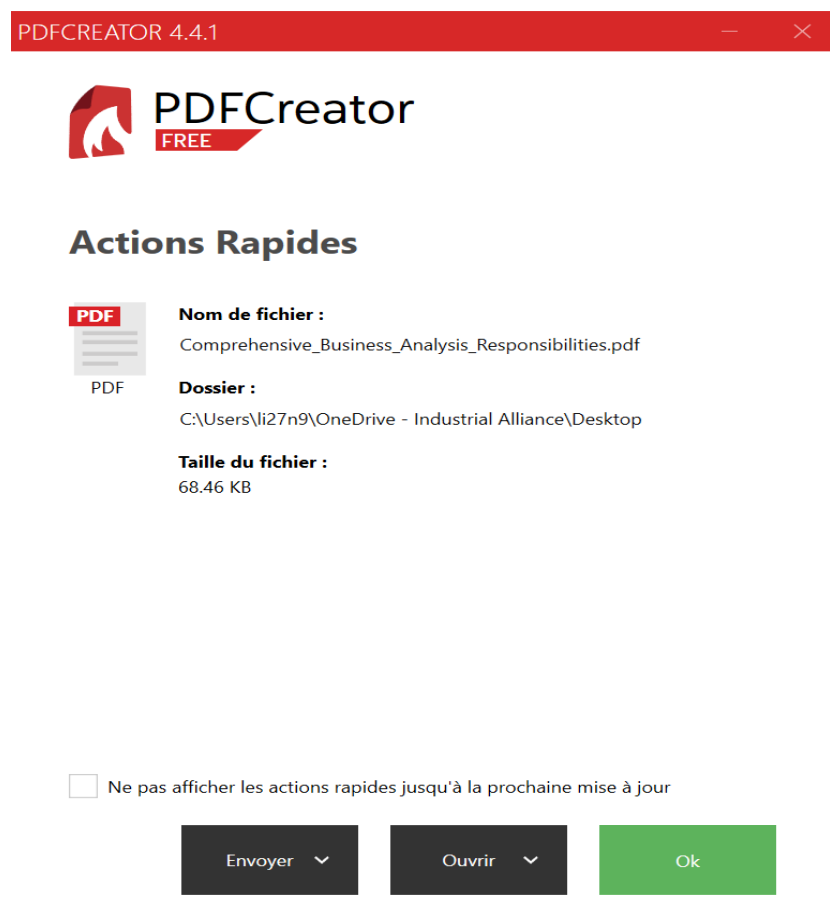 PDFCREATOR 4.4.1
PDFCreator
FREE
Actions Rapides
PDF
Nom de fichier :
Comprehensive_Business_Analysis_Responsibilities.pdf
PDF
Dossier :
C:\Users\li27n9\OneDrive - Industrial Alliance\Desktop
Taille du fichier :
68.46 KB
Ne pas afficher les actions rapides jusqu'à la prochaine mise à jour
Envoyer
Ouvrir
Ok